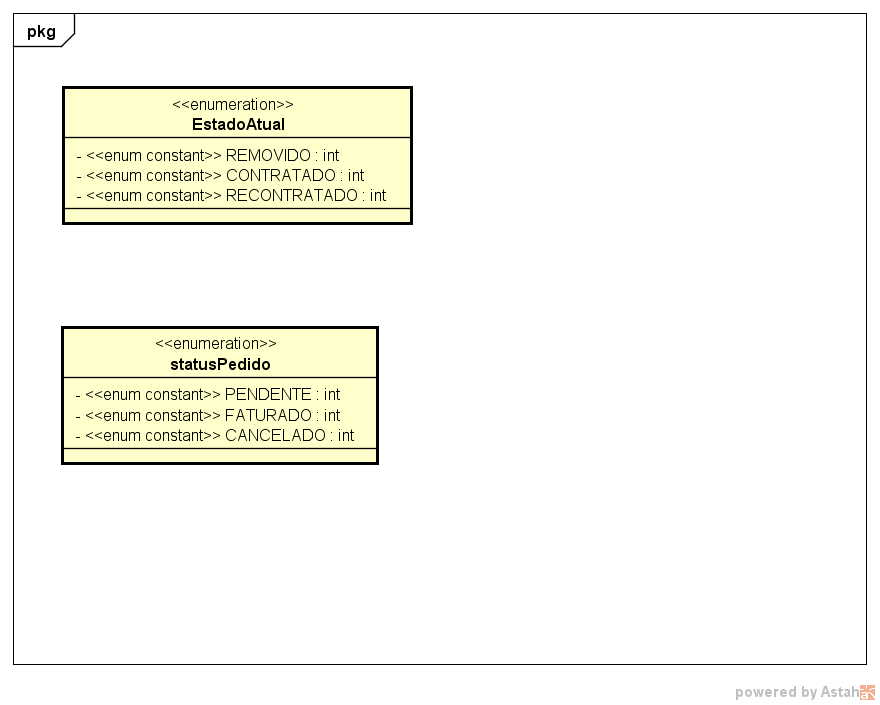 pkg
<<enumeration>>
EstadoAtual
- <<enum constant>> REMOVIDO : int
- <<enum constant>> CONTRATADO : int
- <<enum constant>> RECONTRATADO : int
<<enumeration>>
statusPedido
- <<enum constant>> PENDENTE : int
- <<enum constant>> FATURADO : int
- <<enum constant>> CANCELADO : int
powered by Astah